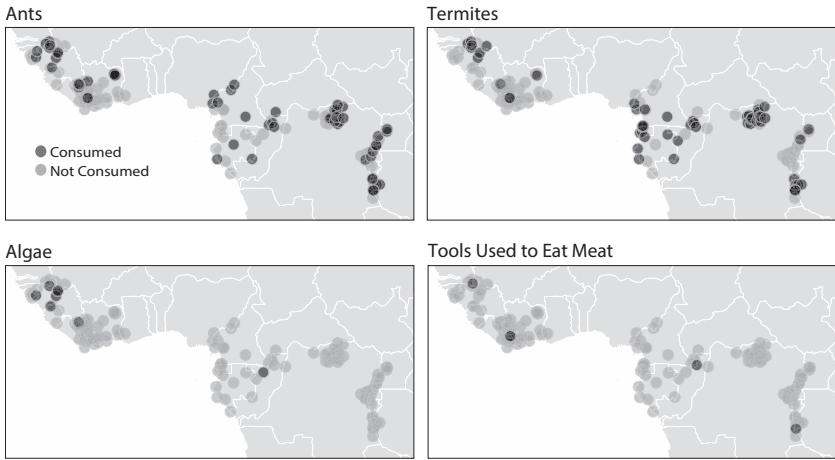 Ants
Termites
Consumed
Not Consumed
Algae
Tools Used to Eat Meat